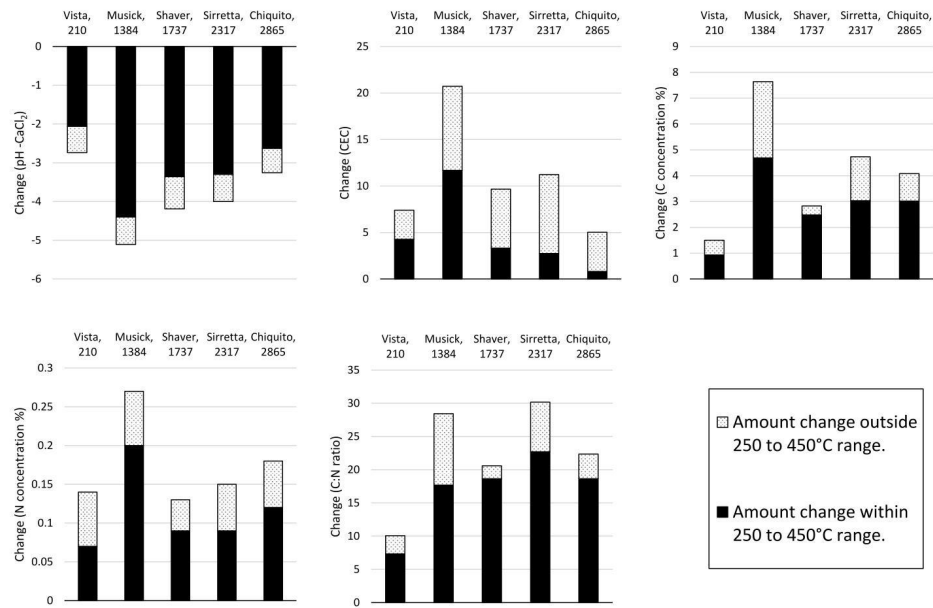 Vista, Musick, Shaver, Sirretta, Chiquito,
210 1384 1737 2317 2865
0
-1
-2
-3
-4
-5
-6
Change (pH -CaCl₂)
Vista, Musick, Shaver, Sirretta, Chiquito,
210 1384 1737 2317 2865
25
20
15
10
5
0
Change (CEC)
Vista, Musick, Shaver, Sirretta, Chiquito,
210 1384 1737 2317 2865
9
8
7
6
5
4
3
2
1
0
Change (C concentration %)
Vista, Musick, Shaver, Sirretta, Chiquito,
210 1384 1737 2317 2865
0.3
0.25
0.2
0.15
0.1
0.05
0
Change (N concentration %)
Vista, Musick, Shaver, Sirretta, Chiquito,
210 1384 1737 2317 2865
35
30
25
20
15
10
5
0
Change (C:N ratio)
Amount change outside
250 to 450°C range.
Amount change within
250 to 450°C range.